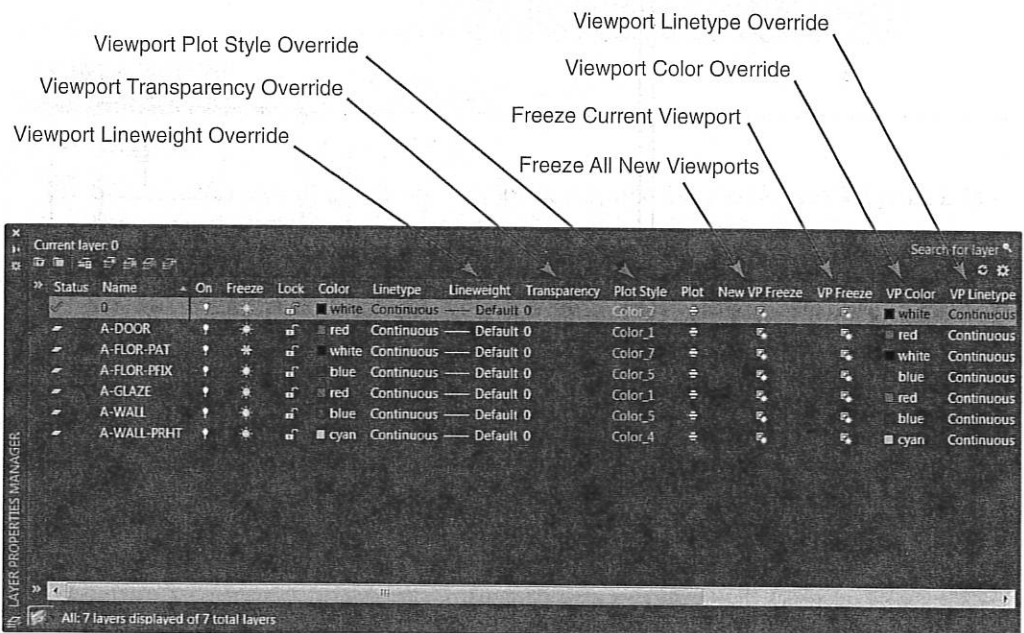 Viewport Linetype Override
Viewport Plot Style Override
Viewport Color Override
Viewport Transparency Override
Freeze Current Viewport
Viewport Lineweight Override
Freeze All New Viewports
Current layer: 0
Search for layer
Status Name On Freeze Lock Color Linetype Lineweight Transparency Plot Style Plot New VP Freeze VP Freeze VP Color VP Linetype
0 white Continuous Default 0 Color_7 white Continuous
A-DOOR red Continuous Default 0 Color_1 red Continuous
A-FLOR-PAT white Continuous Default 0 Color_7 white Continuous
A-FLOR-PFIX blue Continuous Default 0 Color_5 blue Continuous
A-GLAZE red Continuous Default 0 Color_1 red Continuous
A-WALL blue Continuous Default 0 Color_5 blue Continuous
A-WALL-PRHT cyan Continuous Default 0 Color_4 cyan Continuous
LAYER PROPERTIES MANAGER
All: 7 layers displayed of 7 total layers